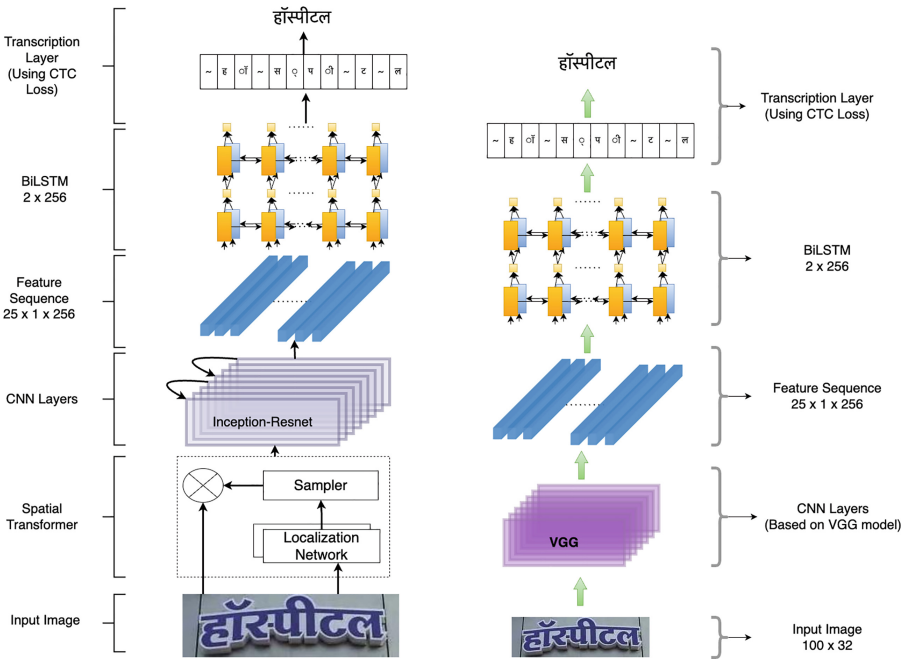 हॉस्पीटल
Transcription
Layer
(Using CTC
Loss)
~ ह ॉ ~ स ् प ी ~ ट ~ ल
BiLSTM
2 x 256
Feature
Sequence
25 x 1 x 256
CNN Layers
Inception-Resnet
Spatial
Transformer
Sampler
Localization
Network
Input Image
हॉस्पीटल
हॉस्पीटल
Transcription Layer
(Using CTC Loss)
~ ह ॉ ~ स ् प ी ~ ट ~ ल
BiLSTM
2 x 256
Feature Sequence
25 x 1 x 256
CNN Layers
(Based on VGG model)
VGG
Input Image
100 x 32
हॉस्पीटल